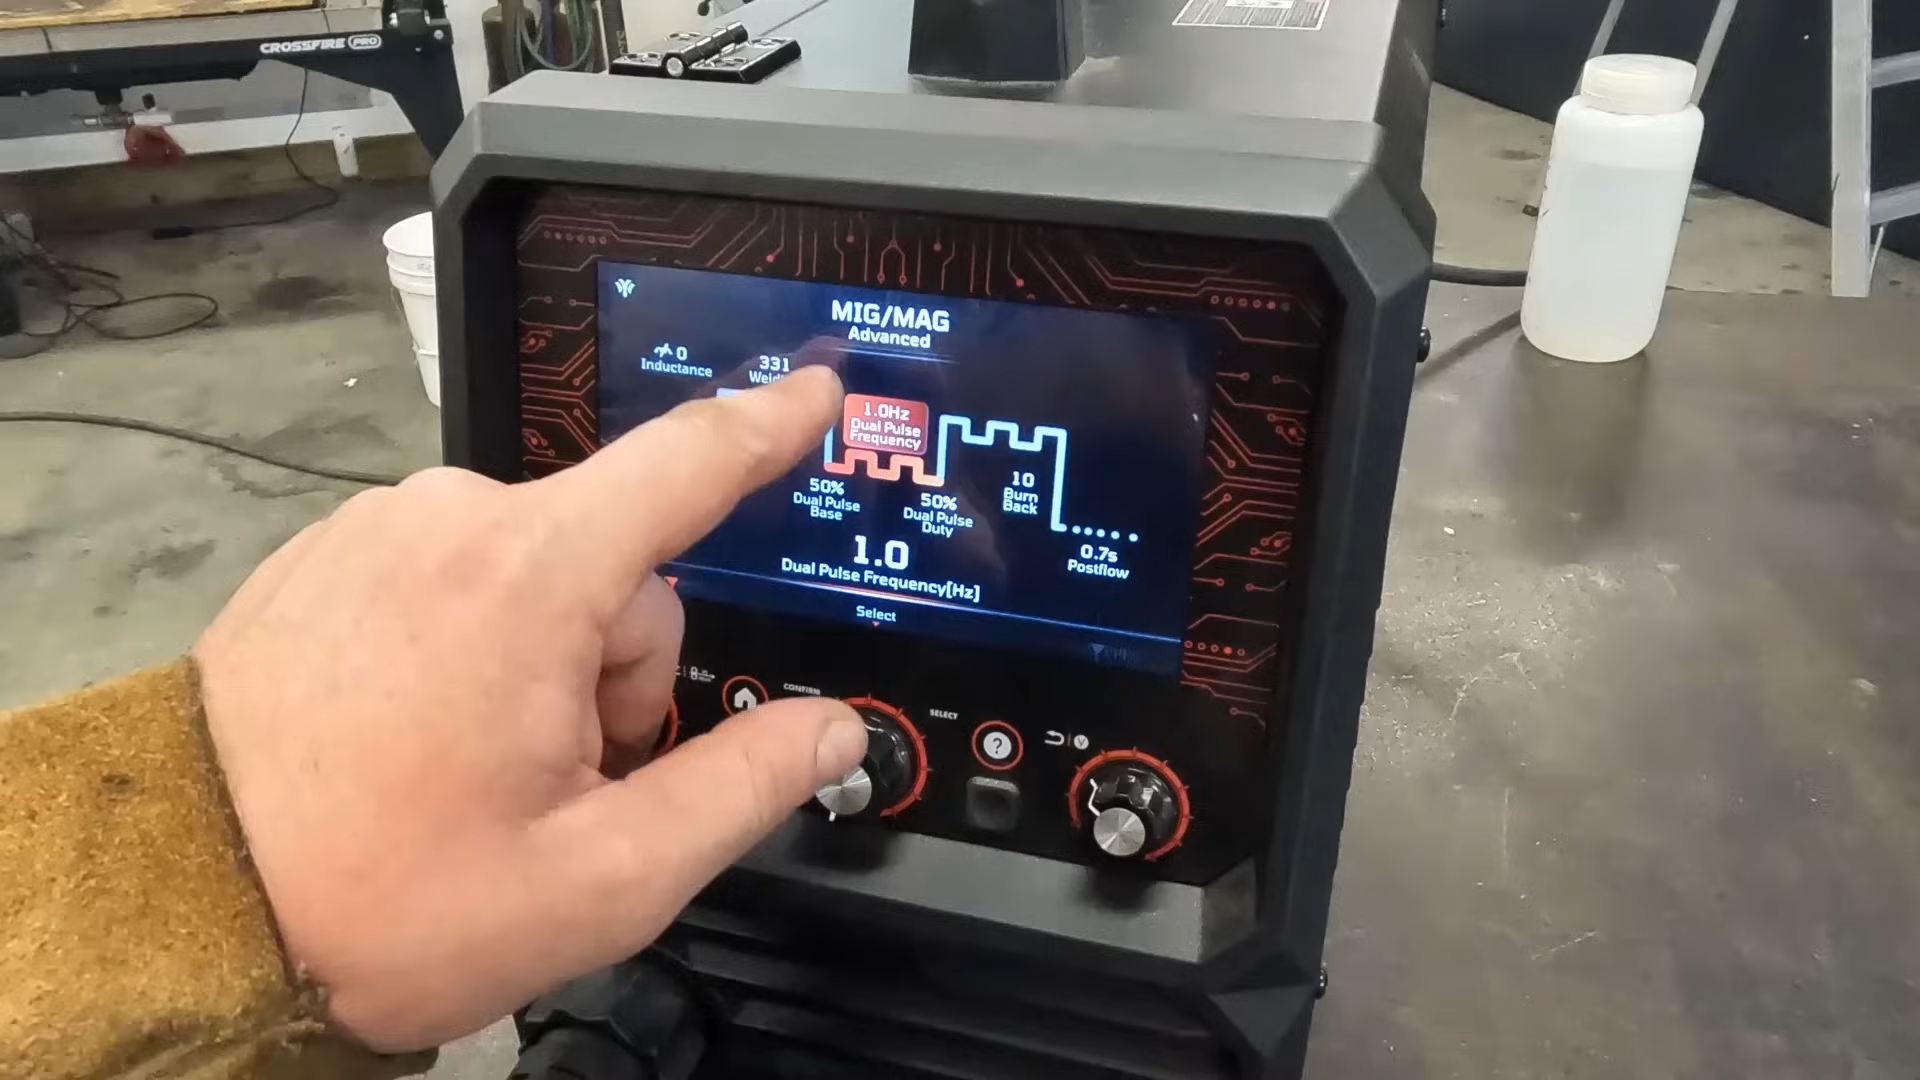 CROSSFIRE PRO
MIG/MAG
Advanced
0
Inductance
331
1.0Hz
Dual Pulse
Frequency
50%
Dual Pulse
Base
50%
Dual Pulse
Duty
10
Burn
Back
0.7s
Postflow
1.0
Dual Pulse Frequency[Hz]
Select
CONFIRM
SELECT
?
V